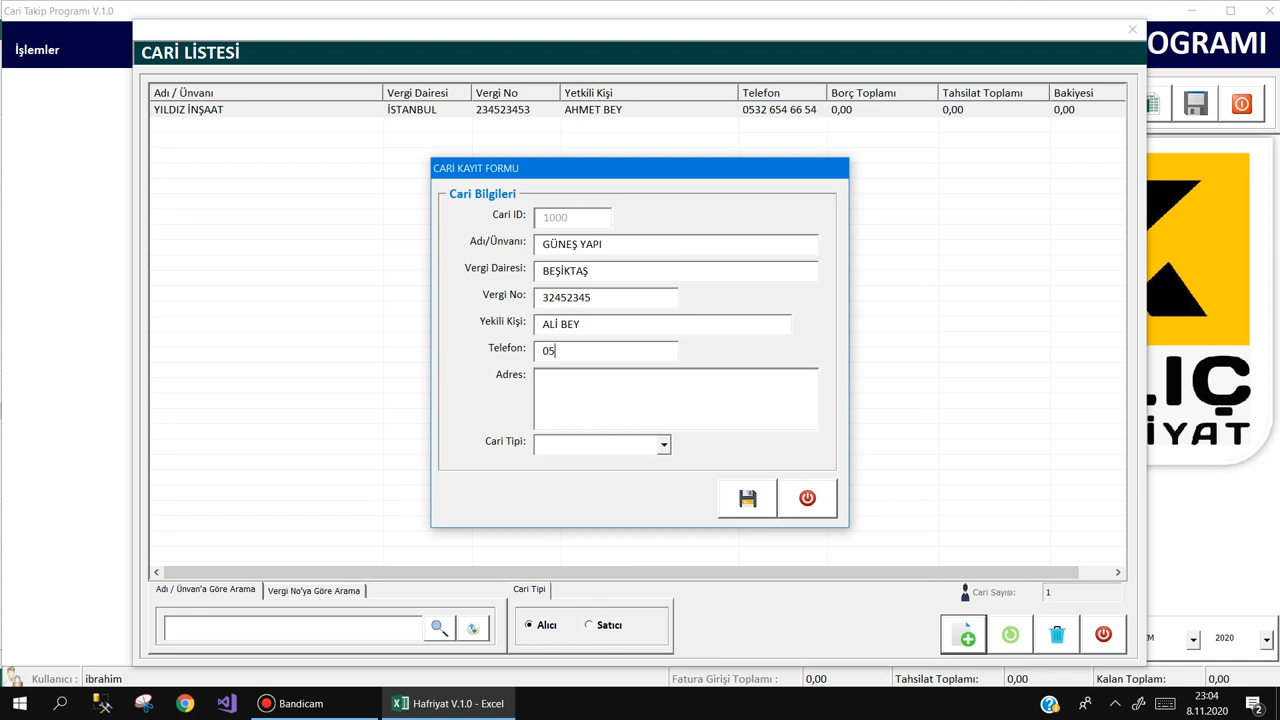 Cari Takip Programı V.1.0
İşlemler
OGRAMI
CARİ LİSTESİ
Adı / Ünvanı Vergi Dairesi Vergi No Yetkili Kişi Telefon Borç Toplamı Tahsilat Toplamı Bakiyesi
YILDIZ İNŞAAT İSTANBUL 234523453 AHMET BEY 0532 654 66 54 0,00 0,00 0,00
CARİ KAYIT FORMU
Cari Bilgileri
Cari ID: 1000
Adı/Ünvanı: GÜNEŞ YAPI
Vergi Dairesi: BEŞİKTAŞ
Vergi No: 32452345
Yekili Kişi: ALİ BEY
Telefon: 05
Adres:
Cari Tipi:
LIÇ
İYAT
Adı / Ünvan'a Göre Arama Vergi No'ya Göre Arama Cari Tipi
Alıcı Satıcı
Cari Sayısı: 1
M 2020
Kullanıcı : ibrahim Fatura Girişi Toplamı : 0,00 Tahsilat Toplamı: 0,00 Kalan Toplam: 0,00
Bandicam Hafriyat V.1.0 - Excel
23:04
8.11.2020
2